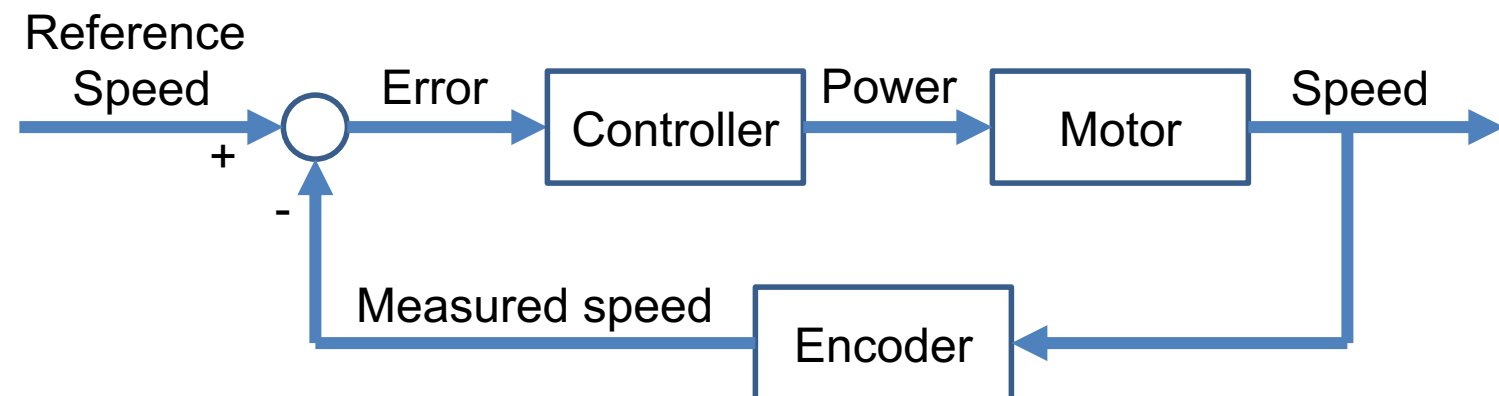 Reference
Speed
Error
Controller
Power
Motor
Speed
+
-
Measured speed
Encoder